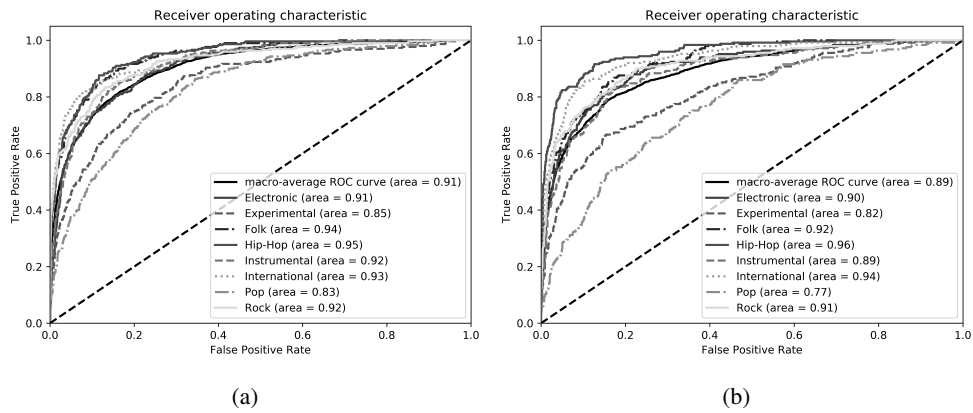 Receiver operating characteristic
1.0
0.8
0.6
0.4
0.2
0.0
True Positive Rate
macro-average ROC curve (area = 0.91)
Electronic (area = 0.91)
Experimental (area = 0.85)
Folk (area = 0.94)
Hip-Hop (area = 0.95)
Instrumental (area = 0.92)
International (area = 0.93)
Pop (area = 0.83)
Rock (area = 0.92)
0.0 0.2 0.4 0.6 0.8 1.0
False Positive Rate
(a)
Receiver operating characteristic
1.0
0.8
0.6
0.4
0.2
0.0
True Positive Rate
macro-average ROC curve (area = 0.89)
Electronic (area = 0.90)
Experimental (area = 0.82)
Folk (area = 0.92)
Hip-Hop (area = 0.96)
Instrumental (area = 0.89)
International (area = 0.94)
Pop (area = 0.77)
Rock (area = 0.91)
0.0 0.2 0.4 0.6 0.8 1.0
False Positive Rate
(b)